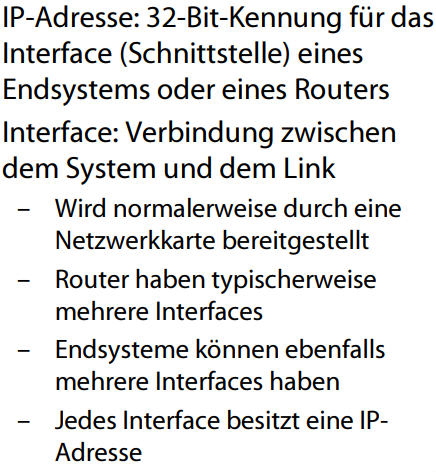 IP-Adresse: 32-Bit-Kennung für das
Interface (Schnittstelle) eines
Endsystems oder eines Routers
Interface: Verbindung zwischen
dem System und dem Link
– Wird normalerweise durch eine
Netzwerkkarte bereitgestellt
– Router haben typischerweise
mehrere Interfaces
– Endsysteme können ebenfalls
mehrere Interfaces haben
– Jedes Interface besitzt eine IP-
Adresse